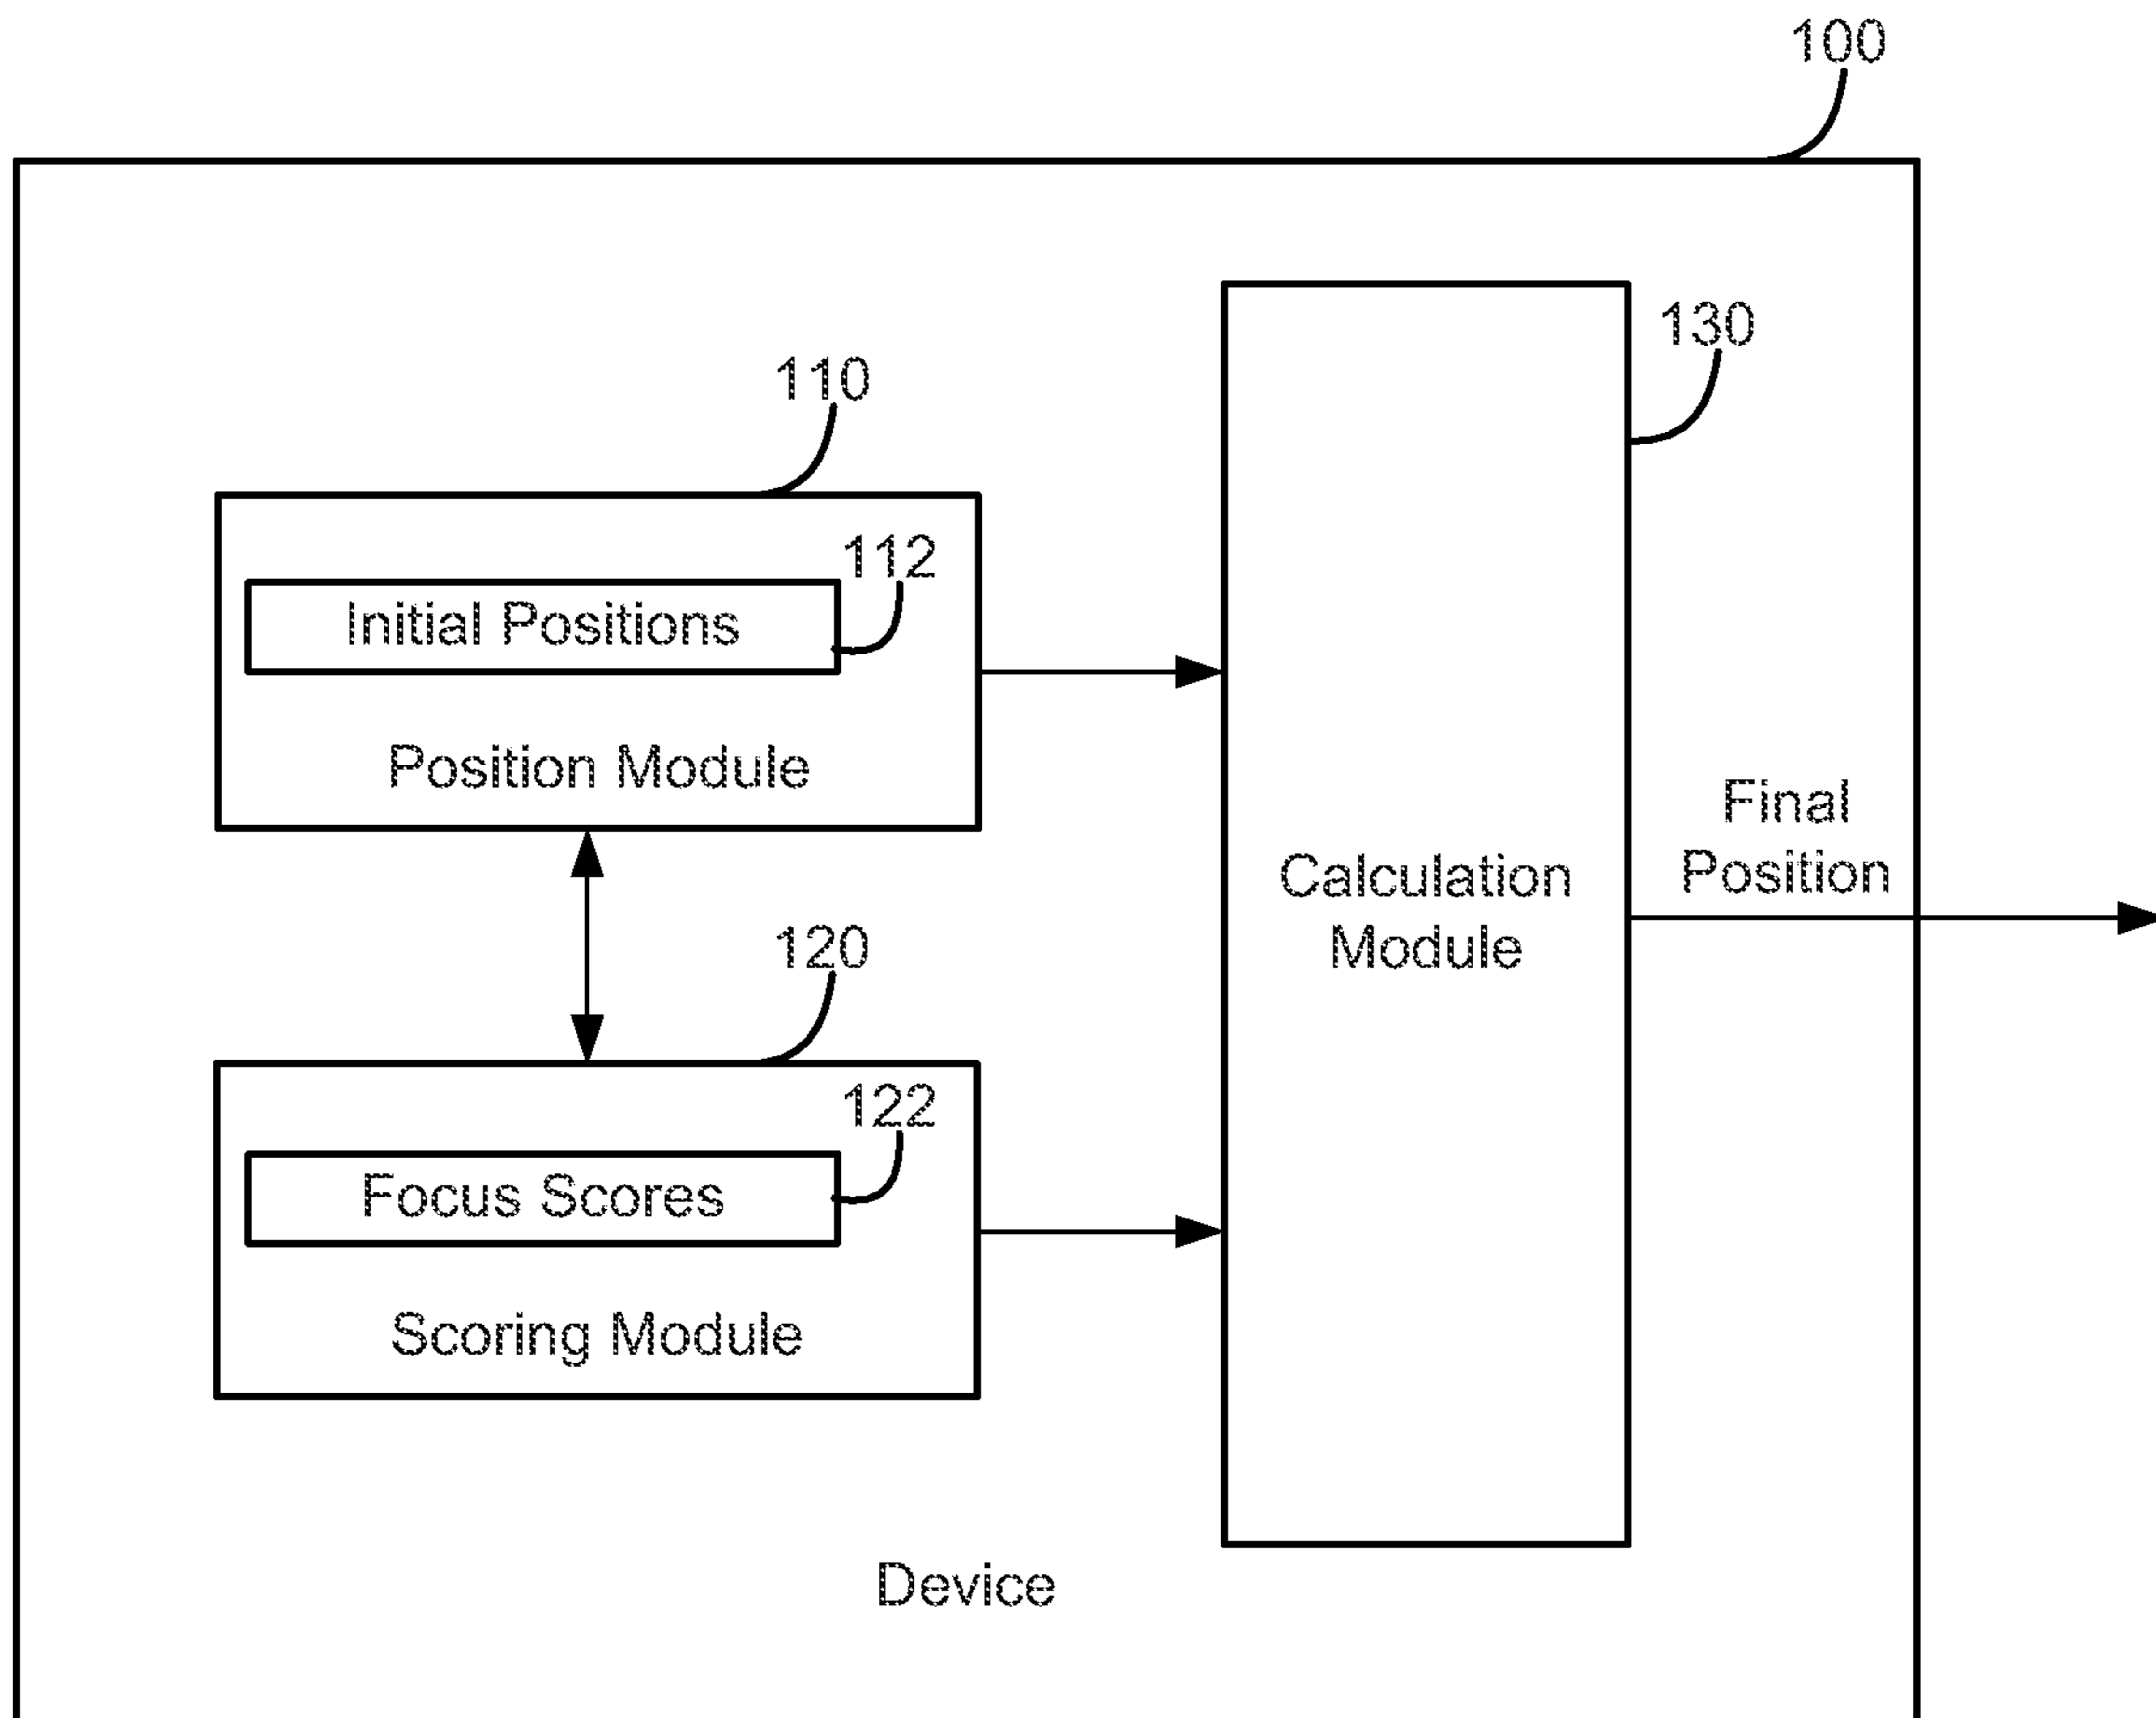 100
130
110
112
Initial Positions
Position Module
Final
Position
Calculation
Module
120
122
Focus Scores
Scoring Module
Device